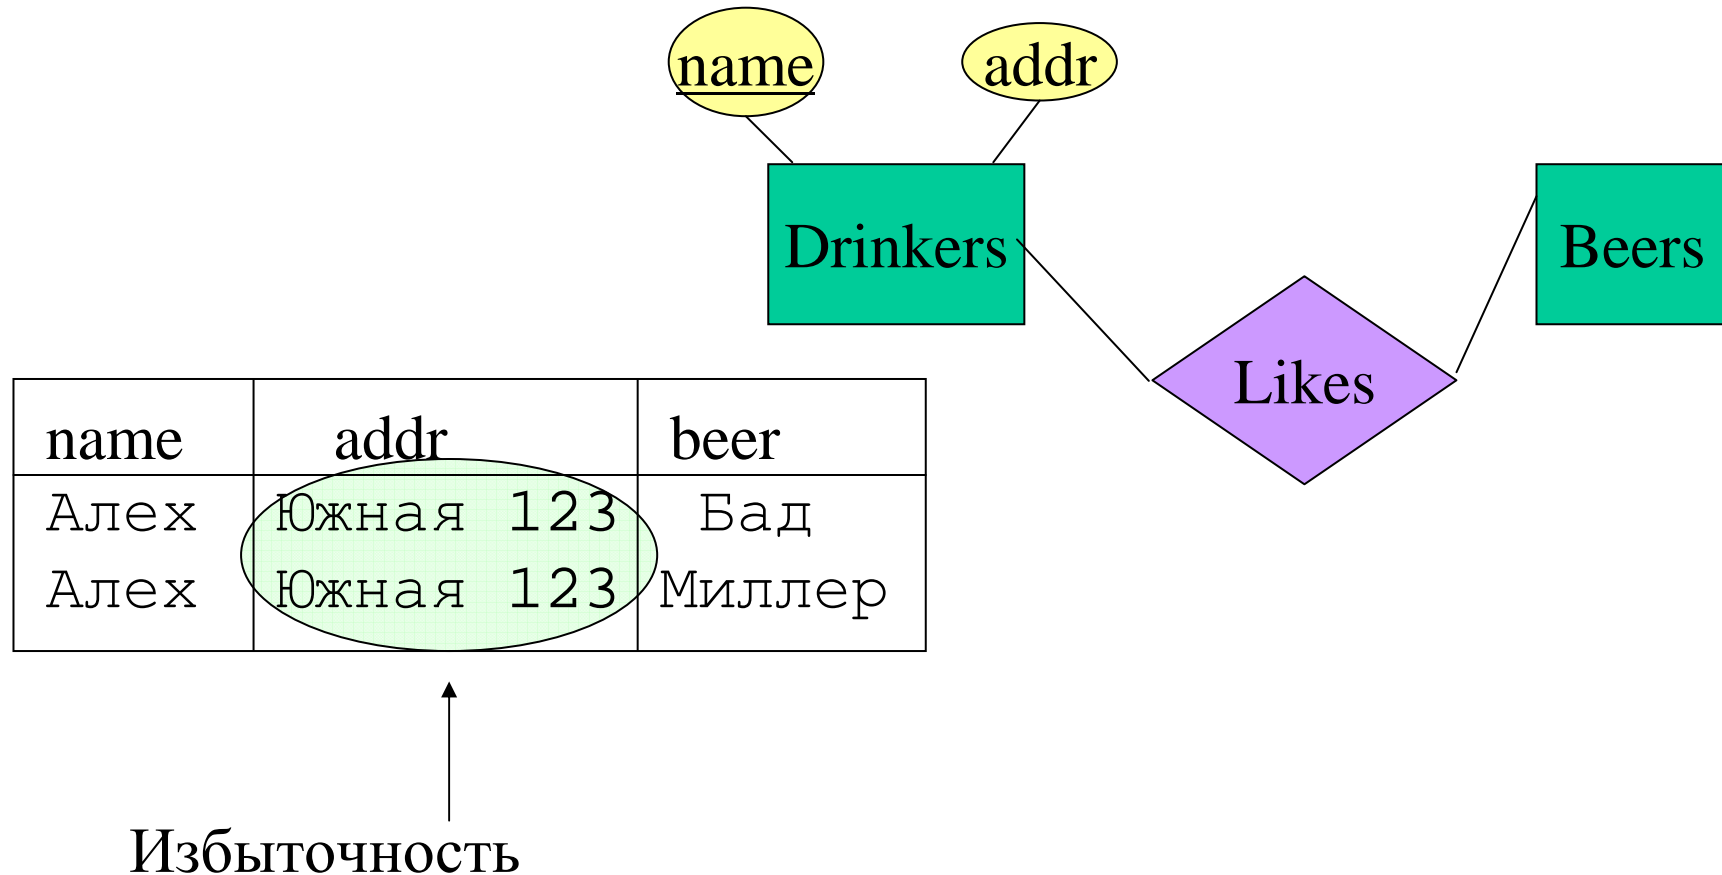 name addr
Drinkers Beers
Likes
name addr beer
Алех Южная 123 Бад
Алех Южная 123 Миллер
Избыточность